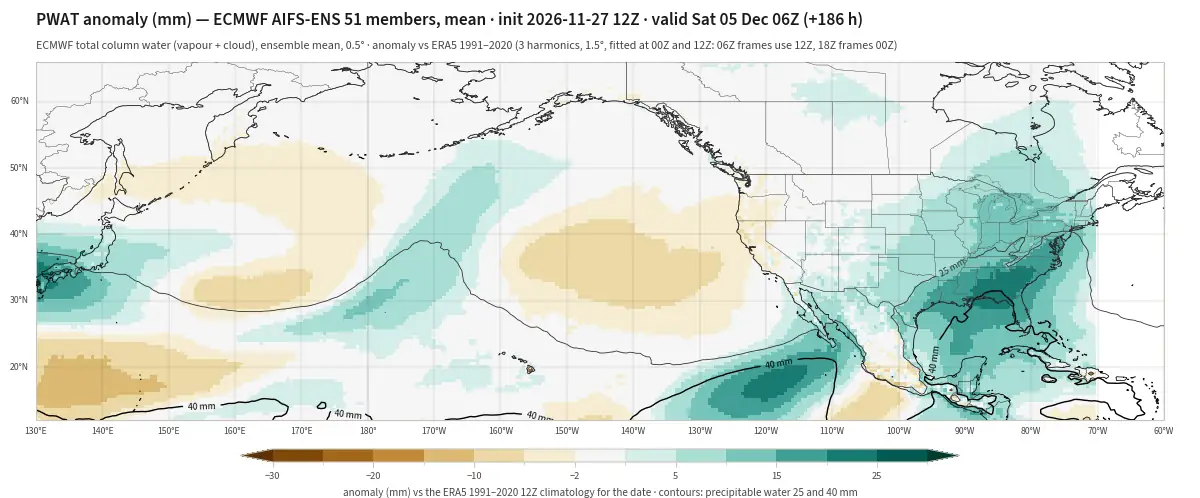 PWAT anomaly (mm) — ECMWF AIFS-ENS 51 members, mean · init 2026-11-27 12Z · valid Sat 05 Dec 06Z (+186 h)
ECMWF total column water (vapour + cloud), ensemble mean, 0.5° · anomaly vs ERA5 1991–2020 (3 harmonics, 1.5°, fitted at 00Z and 12Z: 06Z frames use 12Z, 18Z frames 00Z)
60°N
50°N
40°N
30°N
20°N
25 mm
40 mm
40 mm
40 mm
40 mm
40 mm
130°E 140°E 150°E 160°E 170°E 180° 170°W 160°W 150°W 140°W 130°W 120°W 110°W 100°W 90°W 80°W 70°W 60°W
−30 −20 −10 −2 5 15 25
anomaly (mm) vs the ERA5 1991–2020 12Z climatology for the date · contours: precipitable water 25 and 40 mm